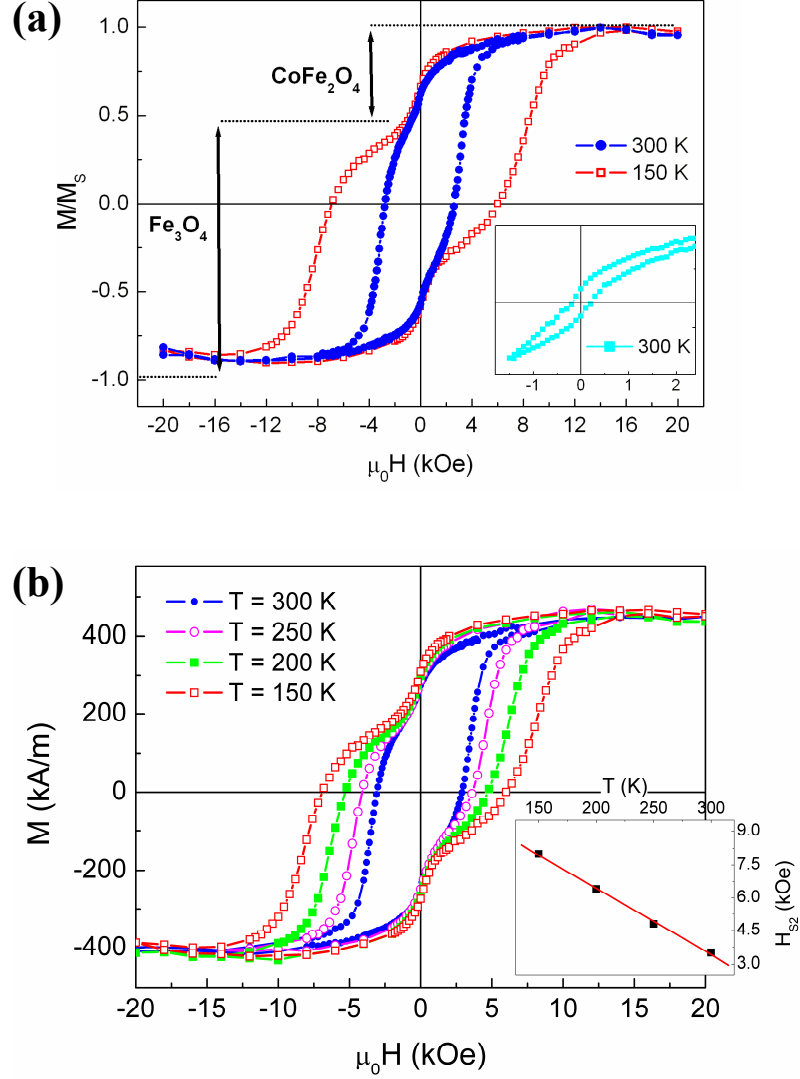 (a)
1.0
0.5
0.0
-0.5
-1.0
M/M_S
CoFe₂O₄
Fe₃O₄
300 K
150 K
300 K
-1 0 1 2
-20 -16 -12 -8 -4 0 4 8 12 16 20
μ₀H (kOe)
(b)
T = 300 K
T = 250 K
T = 200 K
T = 150 K
400
200
0
-200
-400
M (kA/m)
T (K)
150 200 250 300
9.0
7.5
6.0
4.5
3.0
H_S2 (kOe)
-20 -15 -10 -5 0 5 10 15 20
μ₀H (kOe)